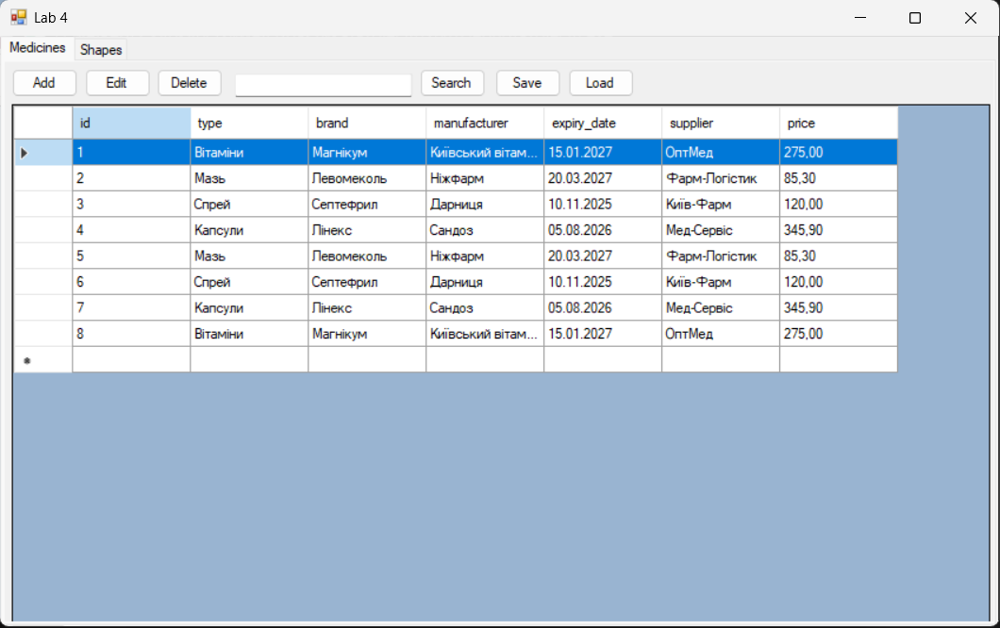 Lab 4
Medicines Shapes
Add Edit Delete Search Save Load
id type brand manufacturer expiry_date supplier price
1 Вітаміни Магнікум Київський вітам... 15.01.2027 ОптМед 275,00
2 Мазь Левомеколь Ніжфарм 20.03.2027 Фарм-Логістик 85,30
3 Спрей Септефрил Дарниця 10.11.2025 Київ-Фарм 120,00
4 Капсули Лінекс Сандоз 05.08.2026 Мед-Сервіс 345,90
5 Мазь Левомеколь Ніжфарм 20.03.2027 Фарм-Логістик 85,30
6 Спрей Септефрил Дарниця 10.11.2025 Київ-Фарм 120,00
7 Капсули Лінекс Сандоз 05.08.2026 Мед-Сервіс 345,90
8 Вітаміни Магнікум Київський вітам... 15.01.2027 ОптМед 275,00